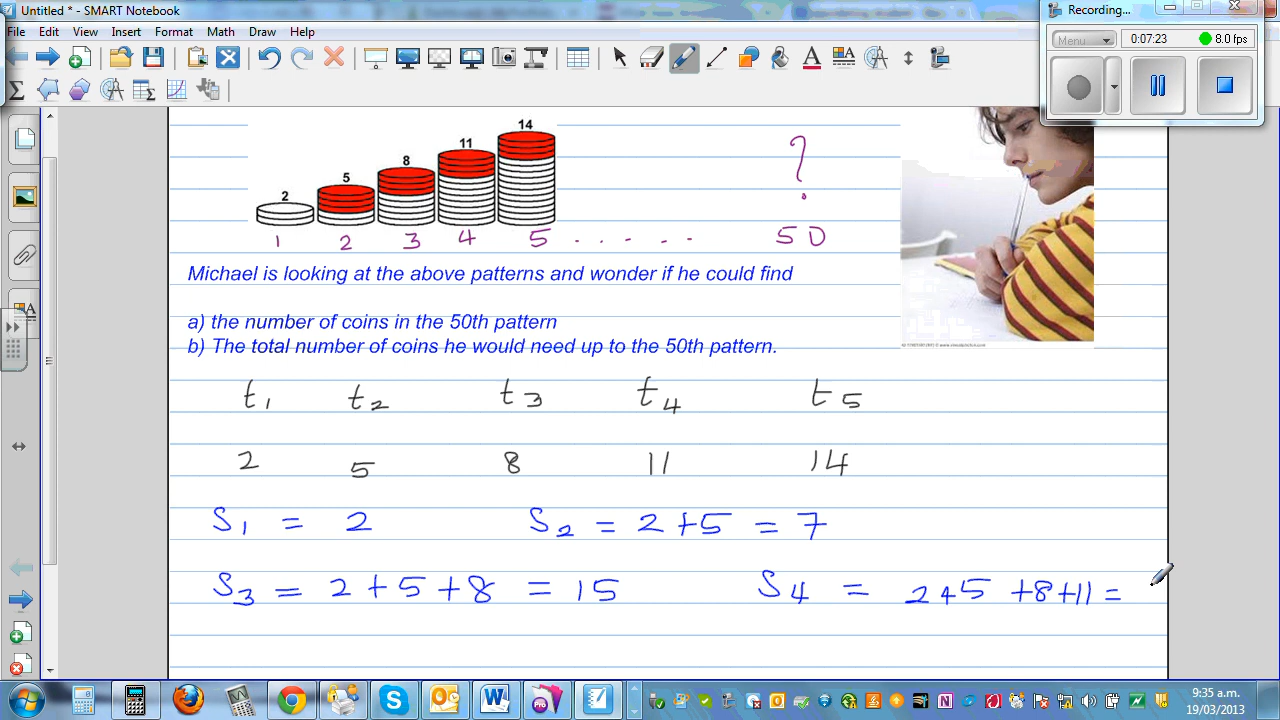 Untitled * - SMART Notebook
Recording...
File Edit View Insert Format Math Draw Help
Menu 0:07:23 8.0 fps
14
11
8
5
2
1 2 3 4 5 . . . . . ? 50
Michael is looking at the above patterns and wonder if he could find
a) the number of coins in the 50th pattern
b) The total number of coins he would need up to the 50th pattern.
t1 t2 t3 t4 t5
2 5 8 11 14
S1 = 2 S2 = 2+5 = 7
S3 = 2+5+8 = 15 S4 = 2+5+8+11 =
9:35 a.m.
19/03/2013